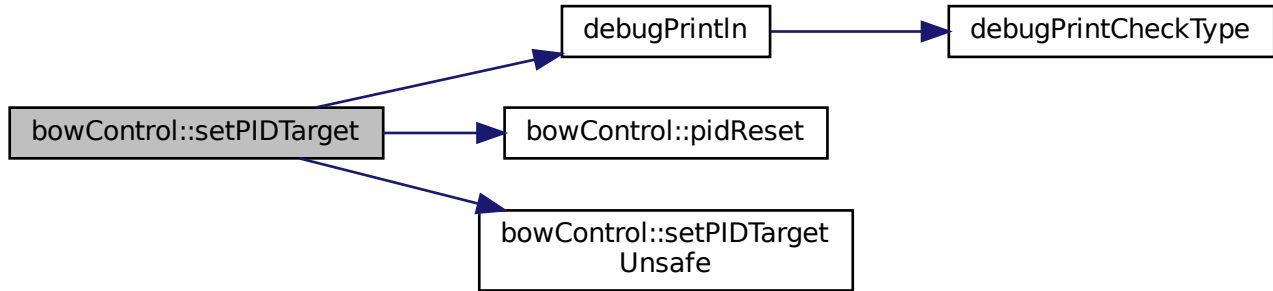 debugPrintln
debugPrintCheckType
bowControl::setPIDTarget
bowControl::pidReset
bowControl::setPIDTarget
Unsafe